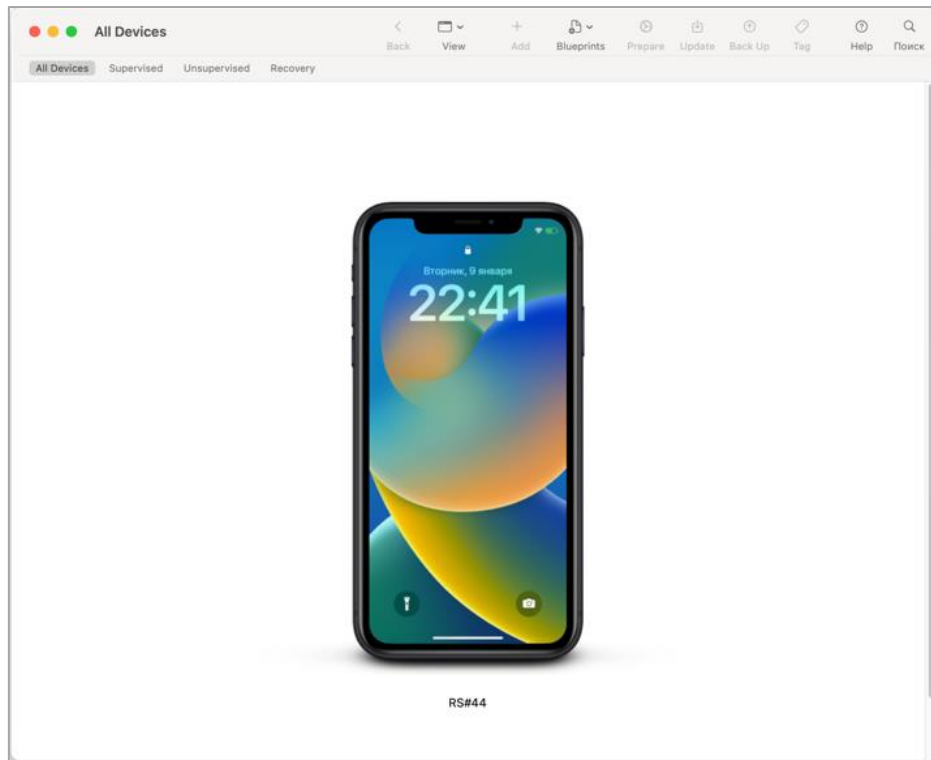 All Devices
Back View Add Blueprints Prepare Update Back Up Tag Help Поиск
All Devices Supervised Unsupervised Recovery
Вторник, 9 января
22:41
RS#44